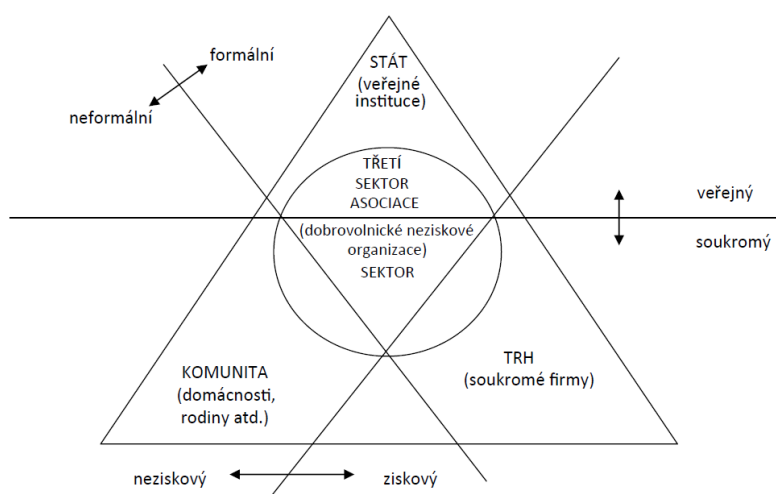 formální
neformální
STÁT
(veřejné
instituce)
TŘETÍ
SEKTOR
ASOCIACE
(dobrovolnické neziskové
organizace)
SEKTOR
veřejný
soukromý
KOMUNITA
(domácnosti,
rodiny atd.)
TRH
(soukromé firmy)
neziskový
ziskový